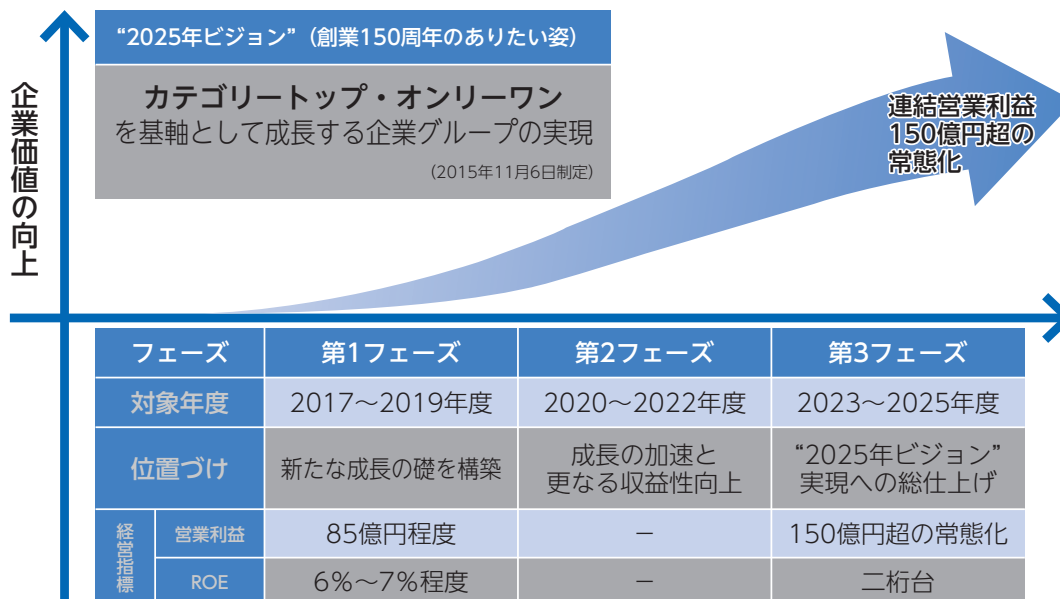 企業価値の向上
“2025年ビジョン”（創業150周年のありたい姿）
カテゴリートップ・オンリーワン
を基軸として成長する企業グループの実現
（2015年11月6日制定）
連結営業利益
150億円超の
常態化
フェーズ 第1フェーズ 第2フェーズ 第3フェーズ
対象年度 2017～2019年度 2020～2022年度 2023～2025年度
位置づけ 新たな成長の礎を構築 成長の加速と
更なる収益性向上 “2025年ビジョン”
実現への総仕上げ
経営指標 営業利益 85億円程度 － 150億円超の常態化
ROE 6%～7%程度 － 二桁台